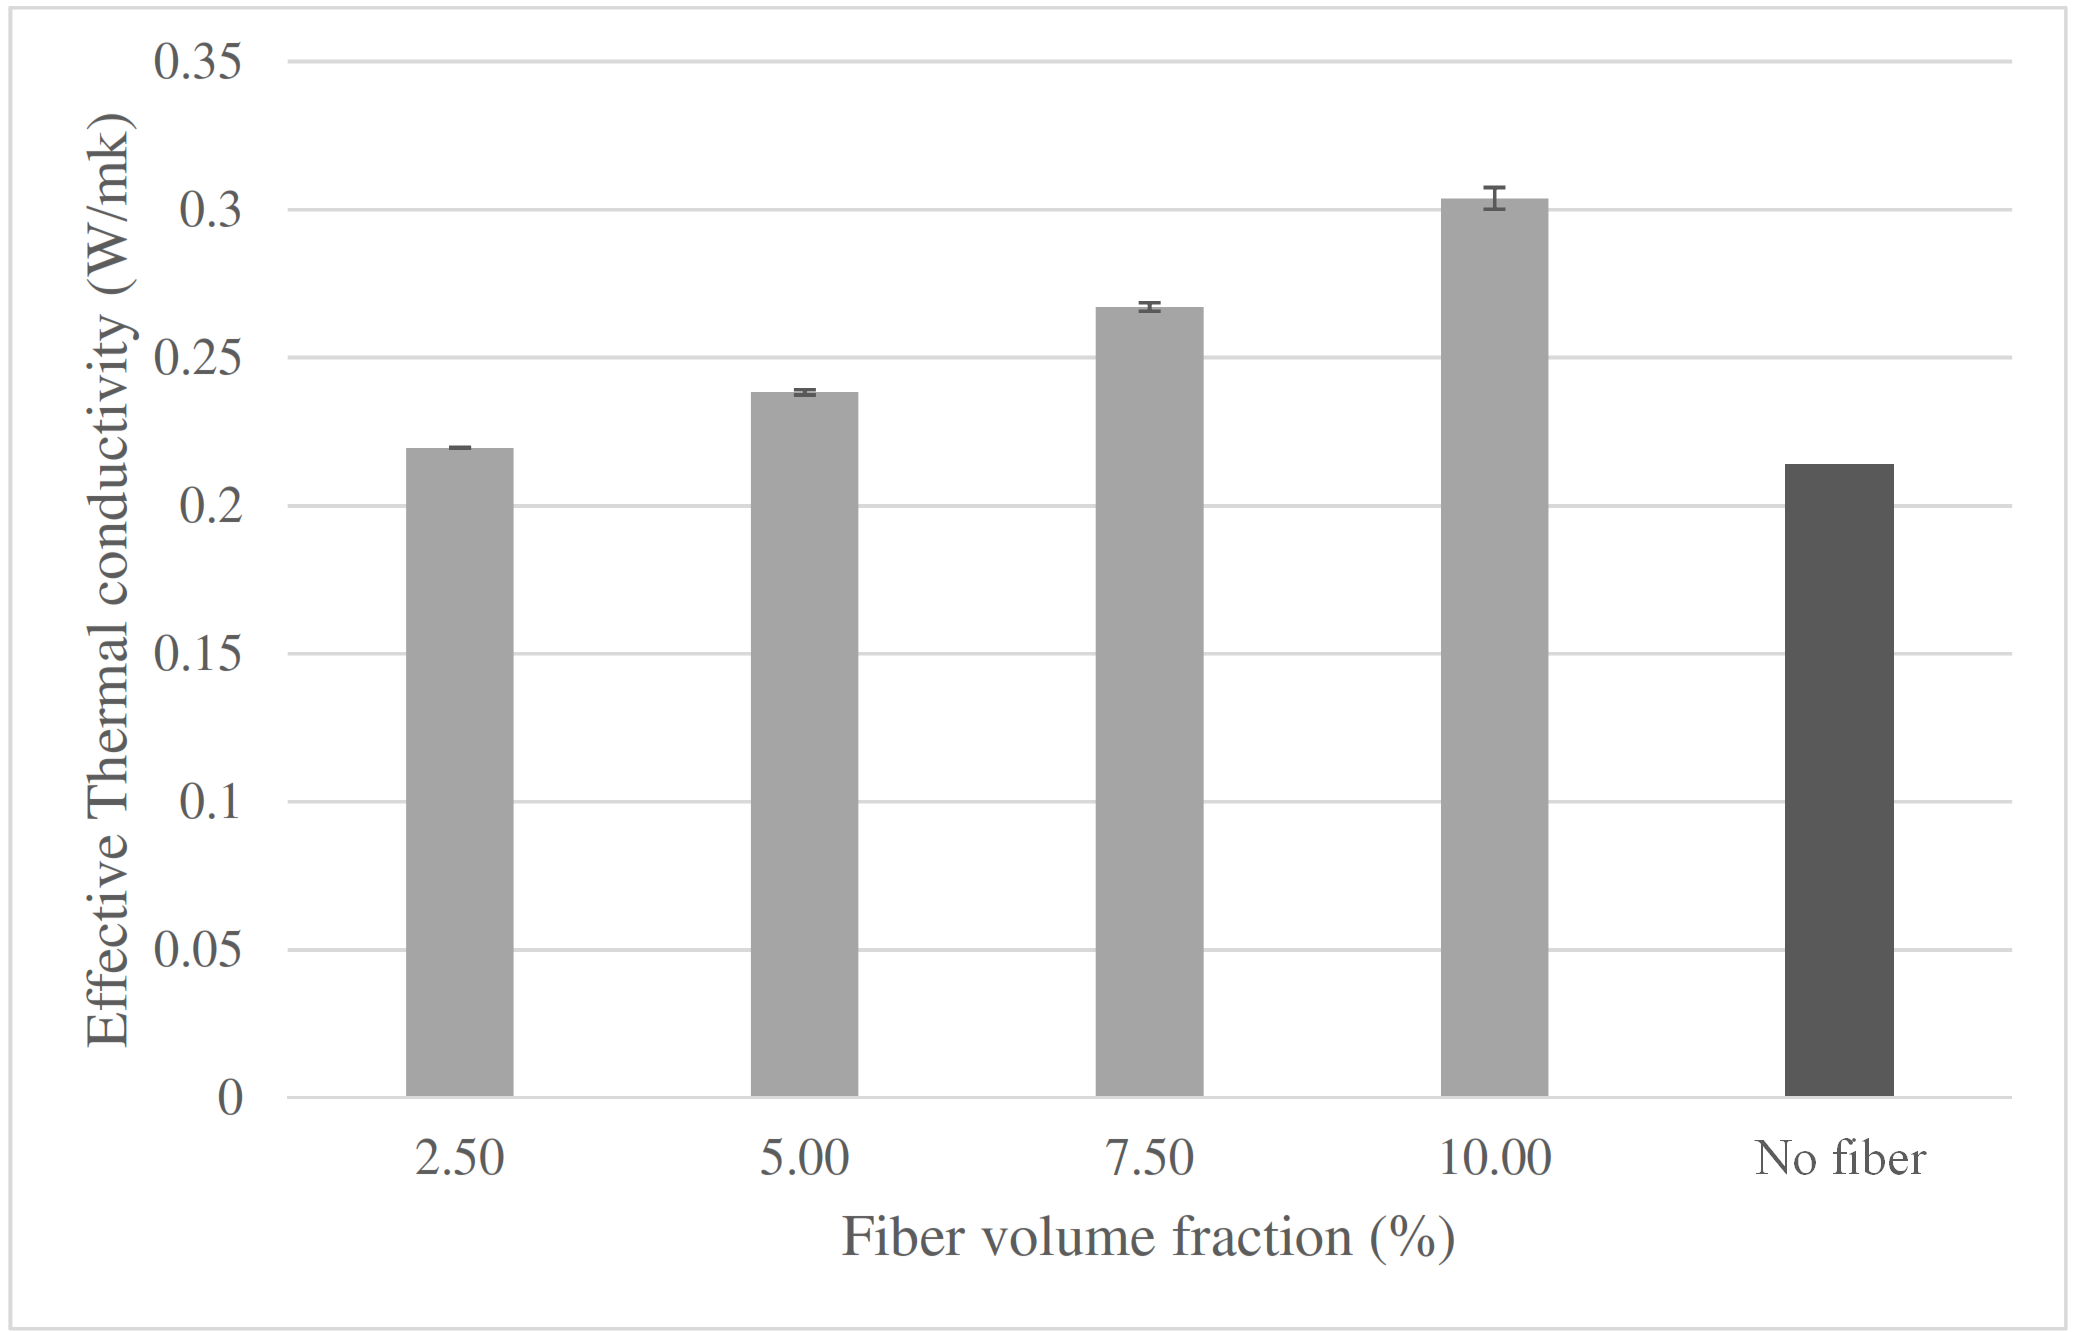 Effective Thermal conductivity (W/mk)
0.35
0.3
0.25
0.2
0.15
0.1
0.05
0
2.50 5.00 7.50 10.00 No fiber
Fiber volume fraction (%)